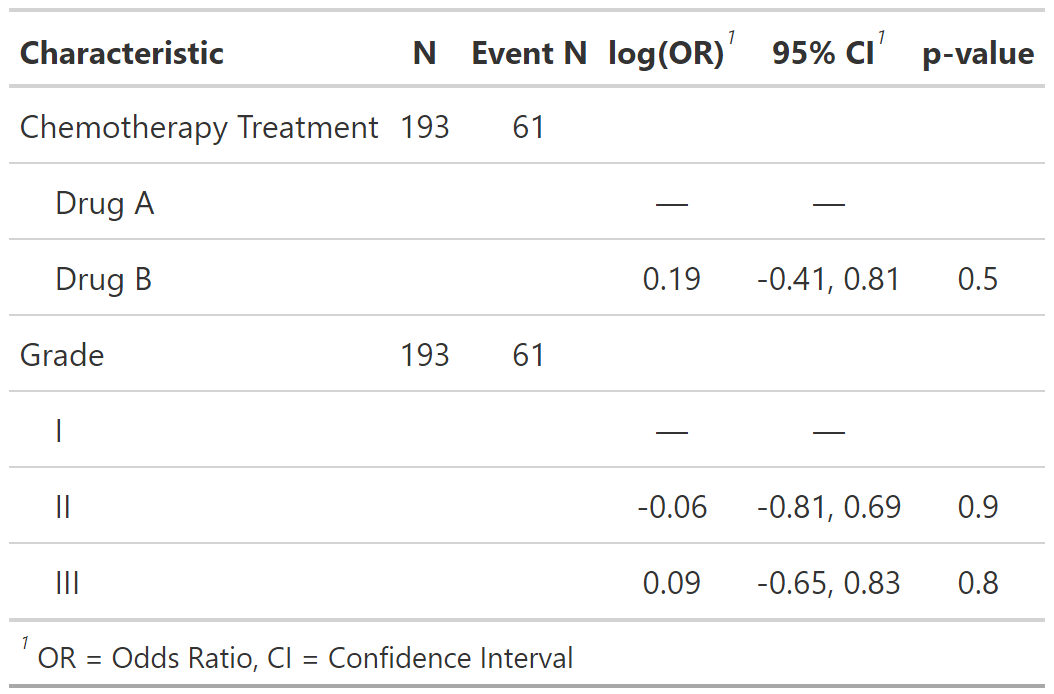 Characteristic N Event N log(OR)1 95% CI1 p-value
Chemotherapy Treatment 193 61
Drug A — —
Drug B 0.19 -0.41, 0.81 0.5
Grade 193 61
I — —
II -0.06 -0.81, 0.69 0.9
III 0.09 -0.65, 0.83 0.8
1 OR = Odds Ratio, CI = Confidence Interval